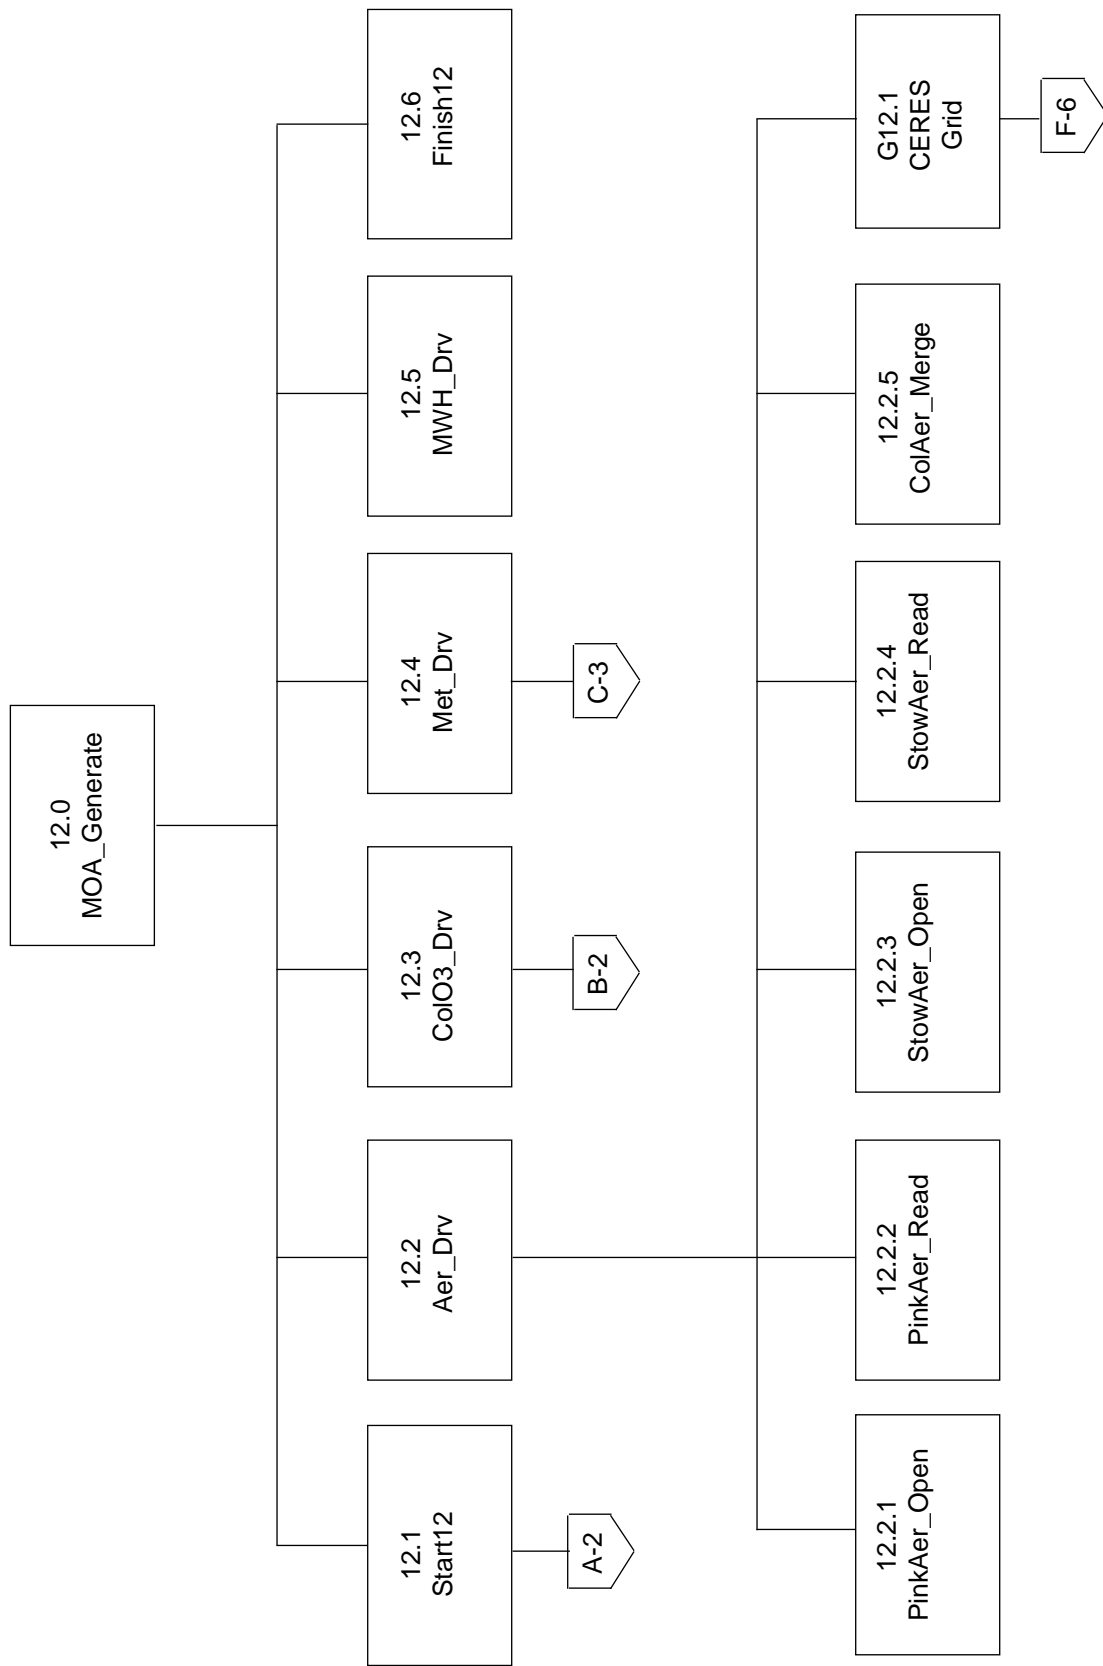 12.0
MOA_Generate
12.1
Start12
12.2
Aer_Drv
12.3
ColO3_Drv
12.4
Met_Drv
12.5
MWH_Drv
12.6
Finish12
A-2
B-2
C-3
12.2.1
PinkAer_Open
12.2.2
PinkAer_Read
12.2.3
StowAer_Open
12.2.4
StowAer_Read
12.2.5
ColAer_Merge
G12.1
CERES
Grid
F-6